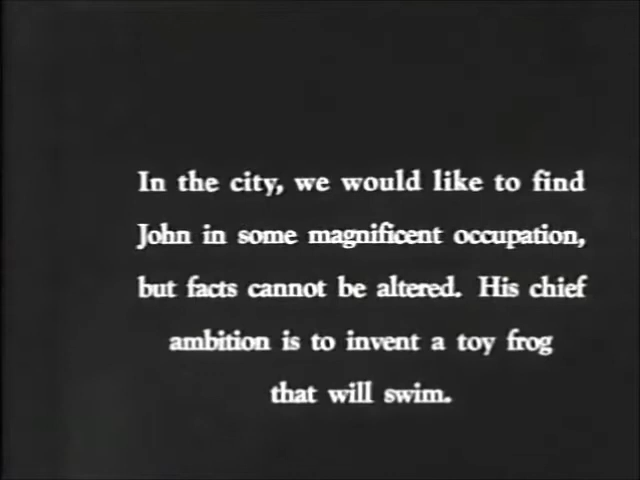 In the city, we would like to find
John in some magnificent occupation,
but facts cannot be altered. His chief
ambition is to invent a toy frog
that will swim.